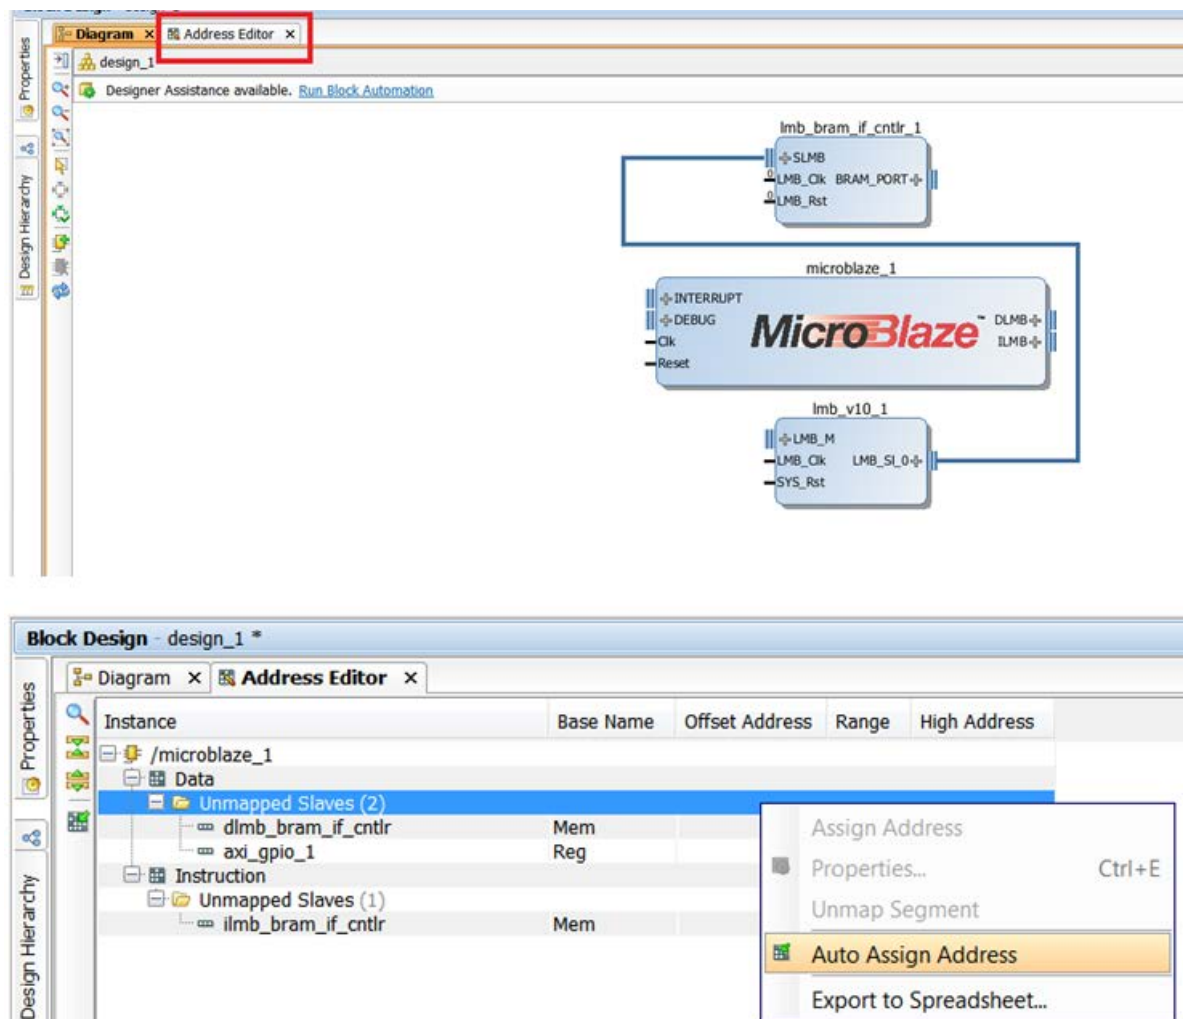 Diagram × Address Editor ×
Properties
design_1
Designer Assistance available. Run Block Automation
Design Hierarchy
lmb_bram_if_cntlr_1
SLMB
LMB_Clk BRAM_PORT
LMB_Rst
microblaze_1
INTERRUPT
DEBUG
Clk
Reset
MicroBlaze™
DLMB
ILMB
lmb_v10_1
LMB_M
LMB_Clk LMB_Sl_0
SYS_Rst
Block Design - design_1 *
Diagram × Address Editor ×
Properties
Design Hierarchy
Instance Base Name Offset Address Range High Address
/microblaze_1
Data
Unmapped Slaves (2)
dlmb_bram_if_cntlr Mem
axi_gpio_1 Reg
Instruction
Unmapped Slaves (1)
ilmb_bram_if_cntlr Mem
Assign Address
Properties... Ctrl+E
Unmap Segment
Auto Assign Address
Export to Spreadsheet...